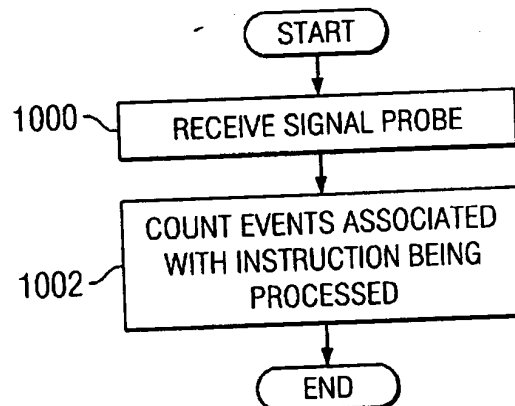 START
1000
RECEIVE SIGNAL PROBE
COUNT EVENTS ASSOCIATED
WITH INSTRUCTION BEING
1002
PROCESSED
END